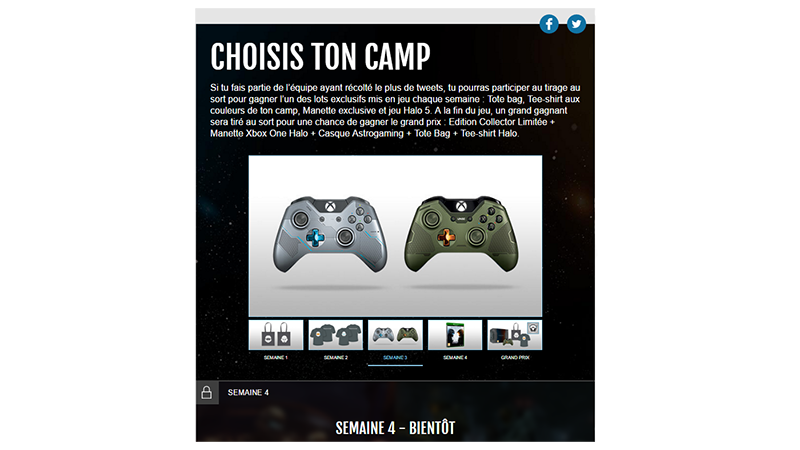 CHOISIS TON CAMP
Si tu fais partie de l'équipe ayant récolté le plus de tweets, tu pourras participer au tirage au
sort pour gagner l'un des lots exclusifs mis en jeu chaque semaine : Tote bag, Tee-shirt aux
couleurs de ton camp, Manette exclusive et jeu Halo 5. A la fin du jeu, un grand gagnant
sera tiré au sort pour une chance de gagner le grand prix : Edition Collector Limitée +
Manette Xbox One Halo + Casque Astrogaming + Tote Bag + Tee-shirt Halo.
SEMAINE 1 SEMAINE 2 SEMAINE 3 SEMAINE 4 GRAND PRIX
SEMAINE 4
SEMAINE 4 - BIENTÔT